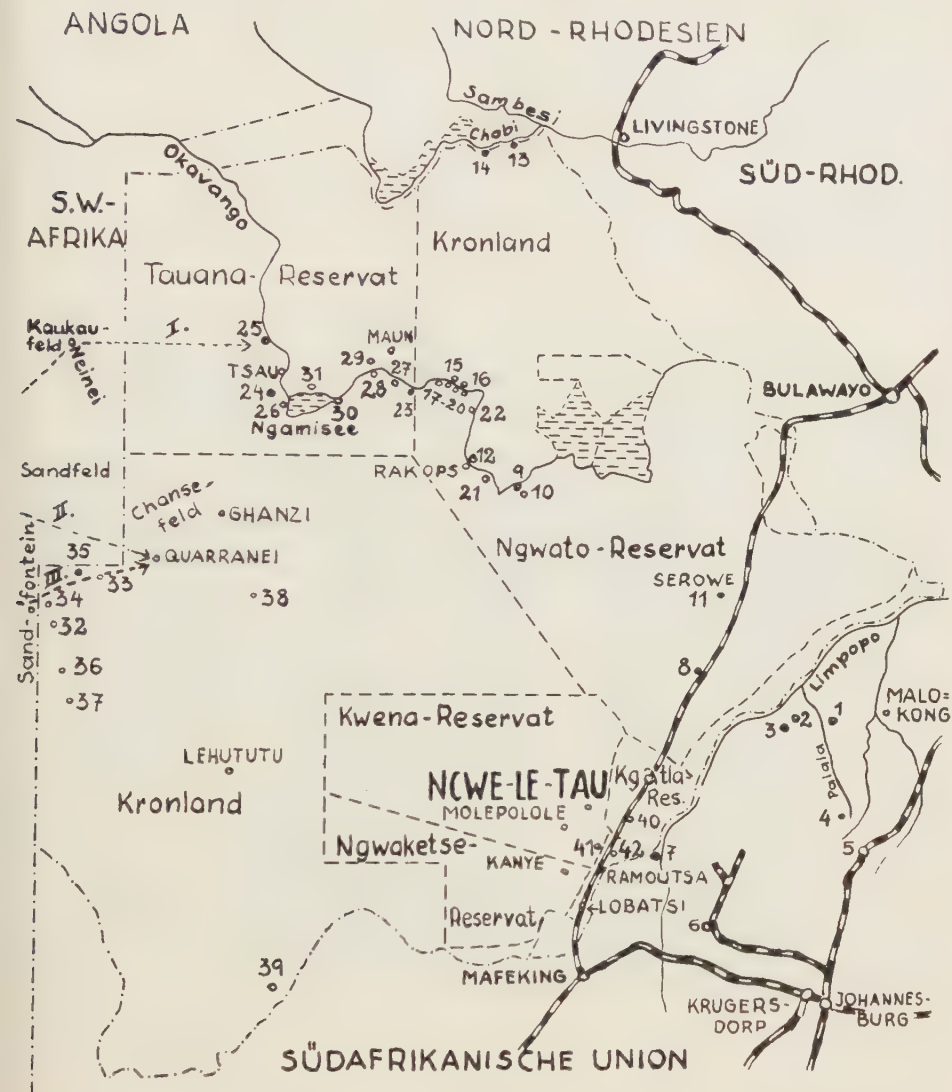 ANGOLA
NORD-RHODESIEN
Sambesi
LIVINGSTONE
Chobi
14
13
Okavango
SÜD-RHOD.
S.W.-
AFRIKA
Kronland
Tauana-Reservat
Kaukau-
feld
Neinei
I.
25
MAUN
29
27
15
16
TSAU
31
28
23
17-20
22
24
26
30
Ngamisee
BULAWAYO
RAKOPS
12
9
21
10
Sandfeld
Chanse-
feld
GHANZI
II.
QUARRANEI
Ngwato-Reservat
SEROWE
11
35
III.
33
34
38
32
Sand-fontein
36
37
8
Limpopo
MALO=
KONG
3
2
1
Palala
4
5
Kwena-Reservat
LEHUTUTU
Kronland
NCWE-LE-TAU
Kgatla-
Res.
MOLEPOLOLE
40
Ngwaketse-
41
42
7
KANYE
RAMOUTSA
LOBATSI
Reservat
6
39
MAFEKING
KRUGERS-
DORP
JOHANNES-
BURG
SÜDAFRIKANISCHE UNION